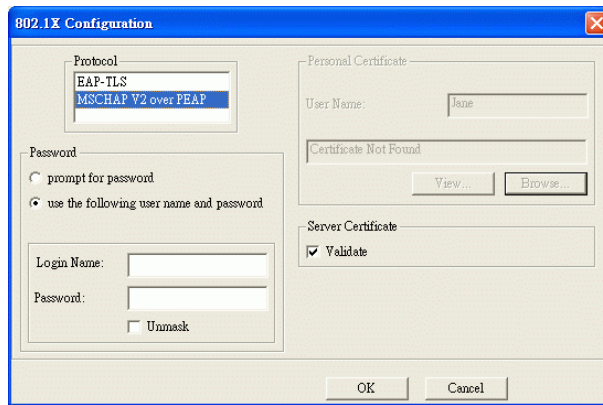 802.1X Configuration
Protocol
EAP-TLS
MSCHAP V2 over PEAP
Password
prompt for password
use the following user name and password
Login Name:
Password:
Unmask
Personal Certificate
User Name:
Jane
Certificate Not Found
View...
Browse...
Server Certificate
Validate
OK
Cancel